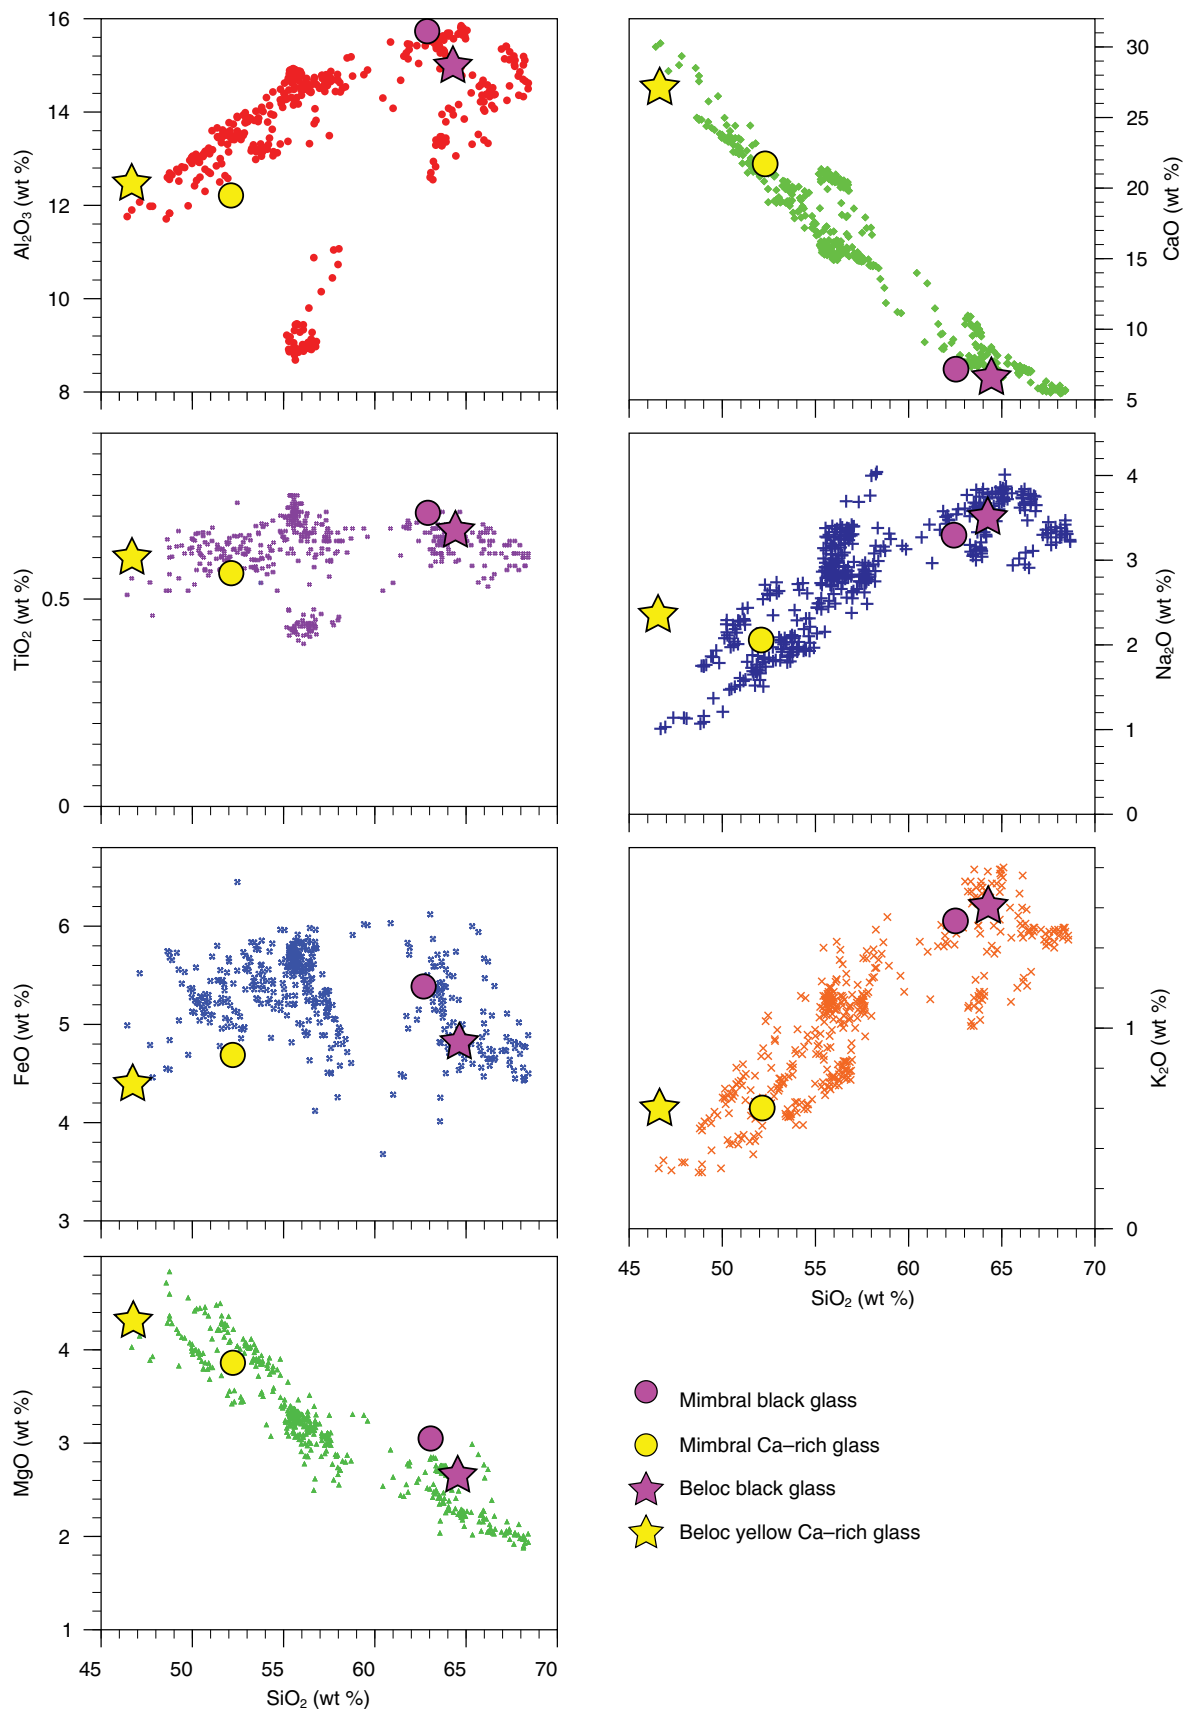 16
14
12
10
8
Al₂O₃ (wt %)
30
25
20
15
10
5
CaO (wt %)
0.5
0
TiO₂ (wt %)
4
3
2
1
0
Na₂O (wt %)
6
5
4
3
FeO (wt %)
1
0
K₂O (wt %)
45 50 55 60 65 70
SiO₂ (wt %)
4
3
2
1
MgO (wt %)
45 50 55 60 65 70
SiO₂ (wt %)
Mimbral black glass
Mimbral Ca–rich glass
Beloc black glass
Beloc yellow Ca–rich glass